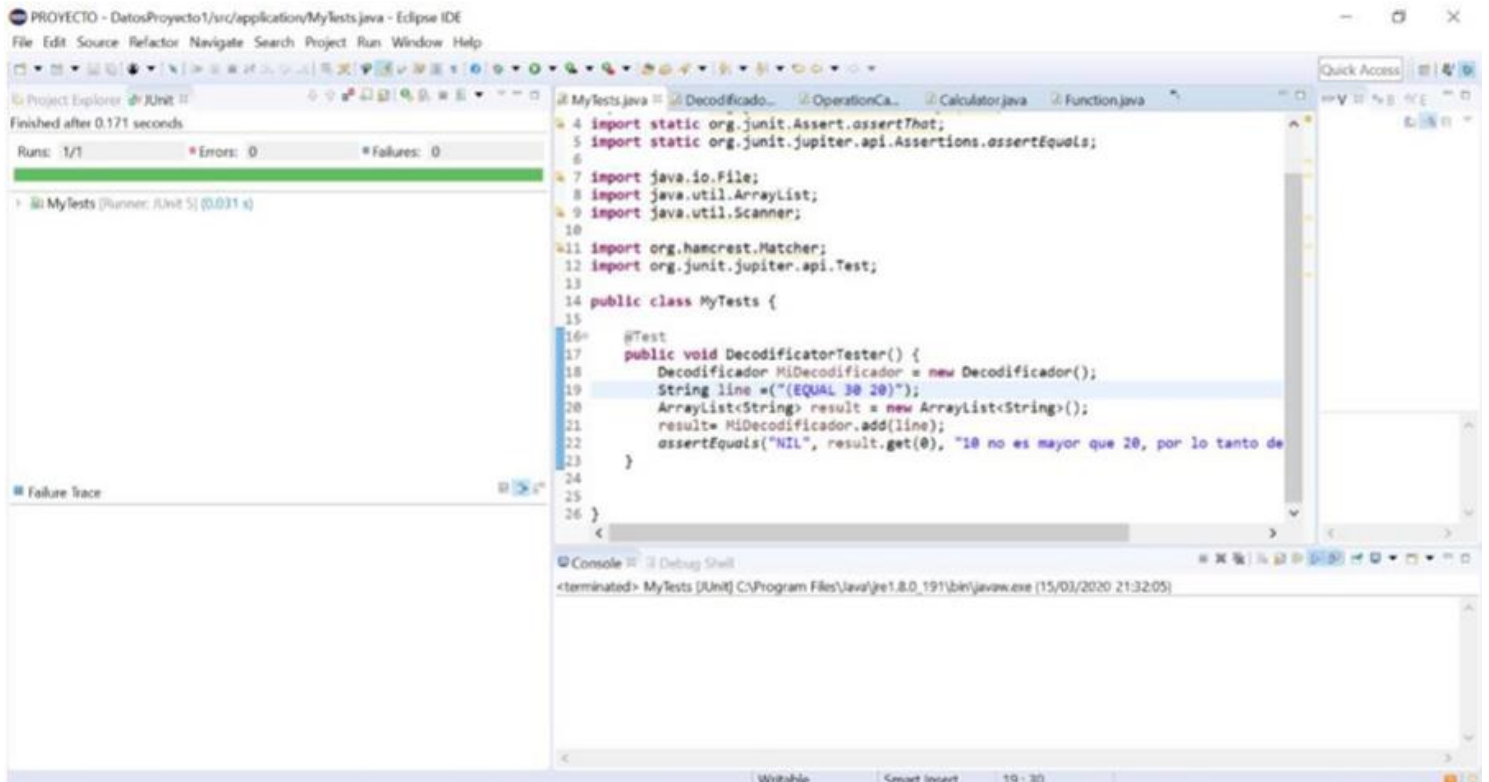 PROYECTO - DatosProyecto1/src/application/MyTests.java - Eclipse IDE
File Edit Source Refactor Navigate Search Project Run Window Help
Quick Access
Project Explorer JUnit
Finished after 0.171 seconds
Runs: 1/1 Errors: 0 Failures: 0
MyTests [Runner: JUnit 5] (0.031 s)
Failure Trace
MyTests.java Decodificado... OperationCa... Calculator.java Function.java
4 import static org.junit.Assert.assertThat;
5 import static org.junit.jupiter.api.Assertions.assertEquals;
6
7 import java.io.File;
8 import java.util.ArrayList;
9 import java.util.Scanner;
10
11 import org.hamcrest.Matcher;
12 import org.junit.jupiter.api.Test;
13
14 public class MyTests {
15
16 @Test
17 public void DecodificatorTester() {
18 Decodificador MiDecodificador = new Decodificador();
19 String line =("(EQUAL 30 20)");
20 ArrayList<String> result = new ArrayList<String>();
21 result= MiDecodificador.add(line);
22 assertEquals("NIL", result.get(0), "10 no es mayor que 20, por lo tanto de
23 }
24
25
26 }
Console Debug Shell
<terminated> MyTests [JUnit] C:\Program Files\Java\jre1.8.0_191\bin\javaw.exe (15/03/2020 21:32:05)
Writable Smart Insert 19 : 30